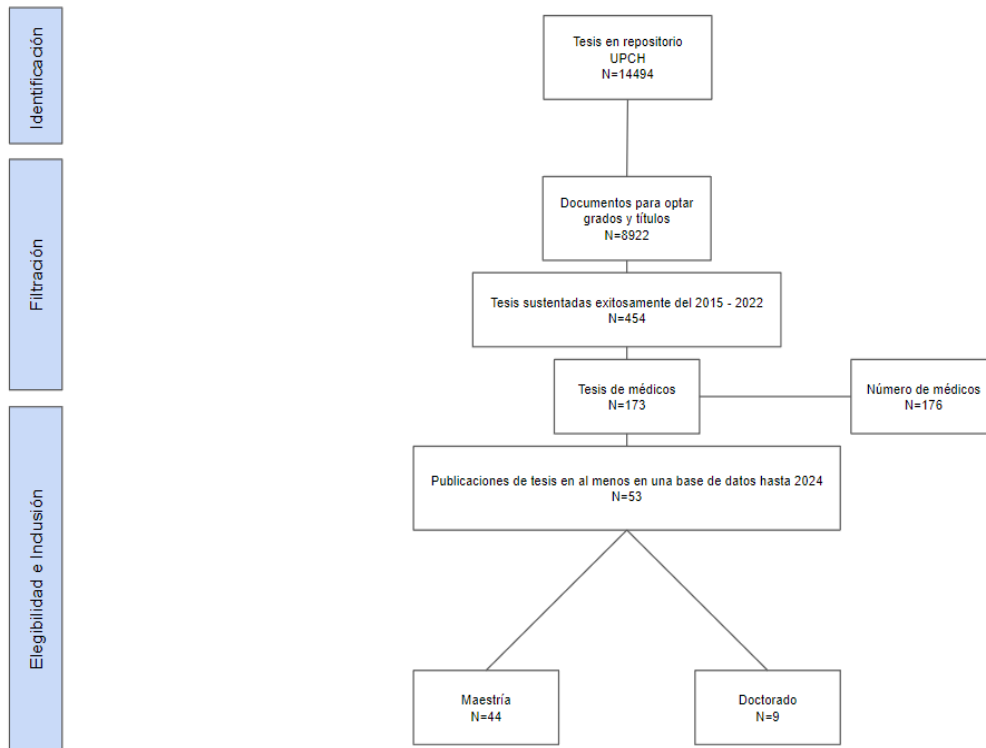 Identificación
Tesis en repositorio
UPCH
N=14494
Filtración
Documentos para optar
grados y títulos
N=8922
Tesis sustentadas exitosamente del 2015 - 2022
N=454
Tesis de médicos
N=173
Número de médicos
N=176
Elegibilidad e Inclusión
Publicaciones de tesis en al menos en una base de datos hasta 2024
N=53
Maestría
N=44
Doctorado
N=9